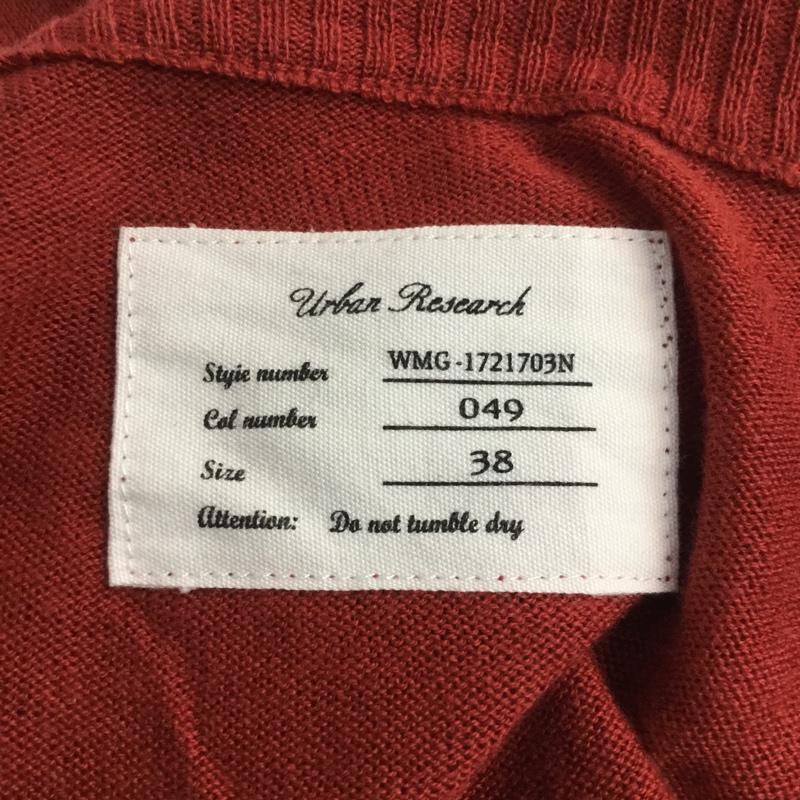 Urban Research
Style number WMG-1721703N
Col number 049
Size 38
Attention: Do not tumble dry